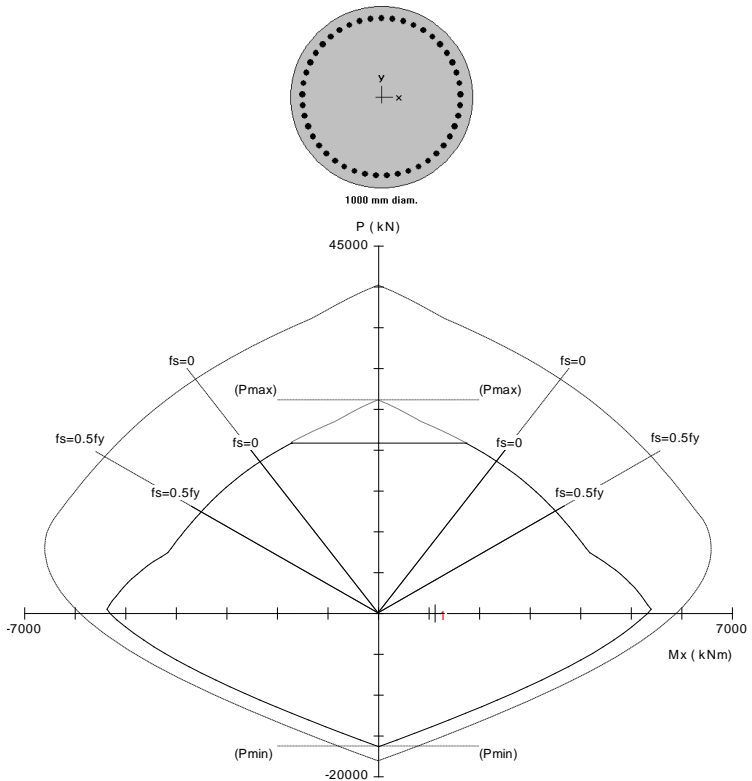 y
x
1000 mm diam.
P ( kN)
45000
fs=0
fs=0
(Pmax)
(Pmax)
fs=0.5fy
fs=0
fs=0
fs=0.5fy
fs=0.5fy
fs=0.5fy
1
-7000
7000
Mx ( kNm)
(Pmin)
(Pmin)
-20000